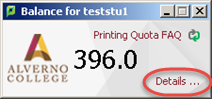 Balance for teststu1
Printing Quota FAQ
396.0
ALVERNO
COLLEGE
Details ...